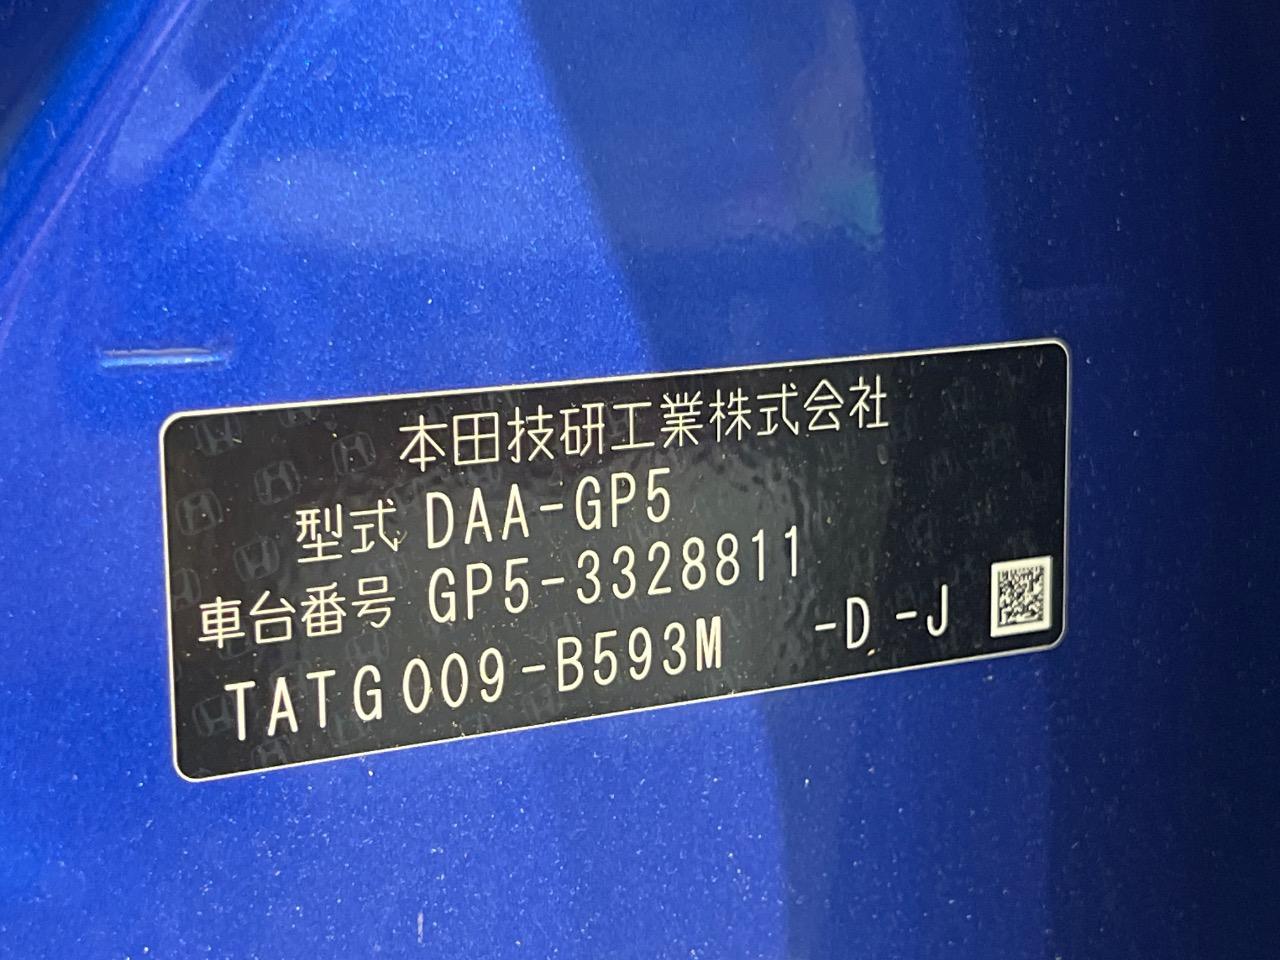 本田技研工業株式会社
型式 DAA-GP5
車台番号 GP5-3328811
TATG009-B593M -D -J